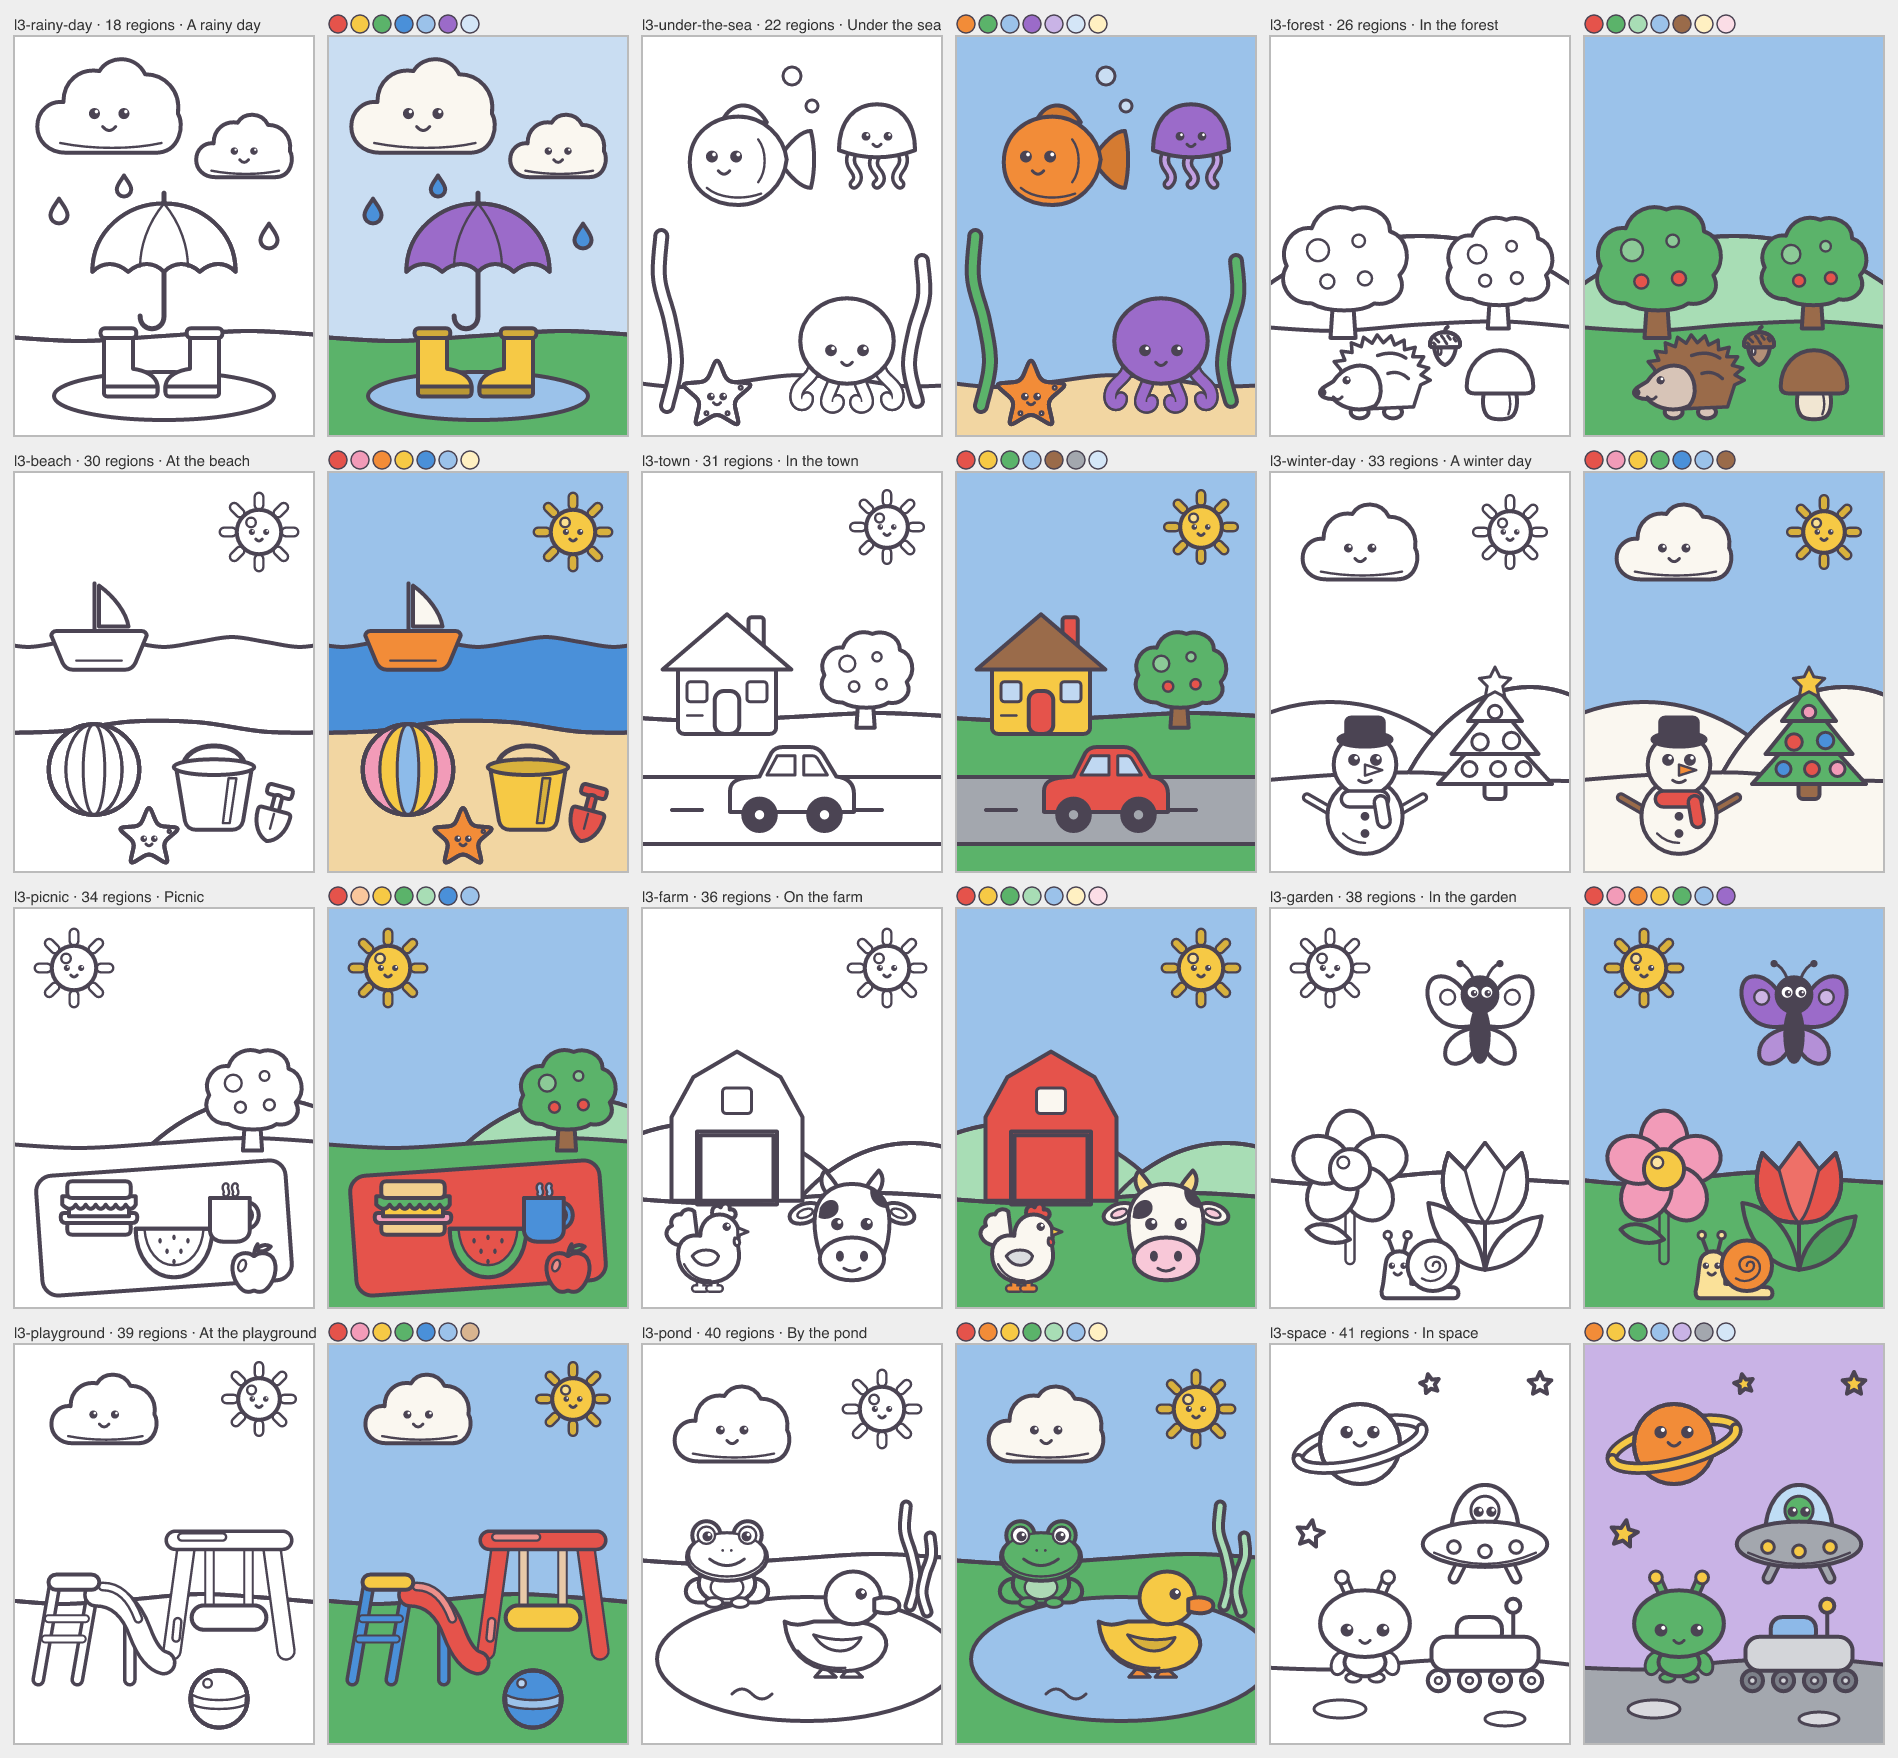 l3-rainy-day · 18 regions · A rainy day
l3-under-the-sea · 22 regions · Under the sea
l3-forest · 26 regions · In the forest
l3-beach · 30 regions · At the beach
l3-town · 31 regions · In the town
l3-winter-day · 33 regions · A winter day
l3-picnic · 34 regions · Picnic
l3-farm · 36 regions · On the farm
l3-garden · 38 regions · In the garden
l3-playground · 39 regions · At the playground
l3-pond · 40 regions · By the pond
l3-space · 41 regions · In space